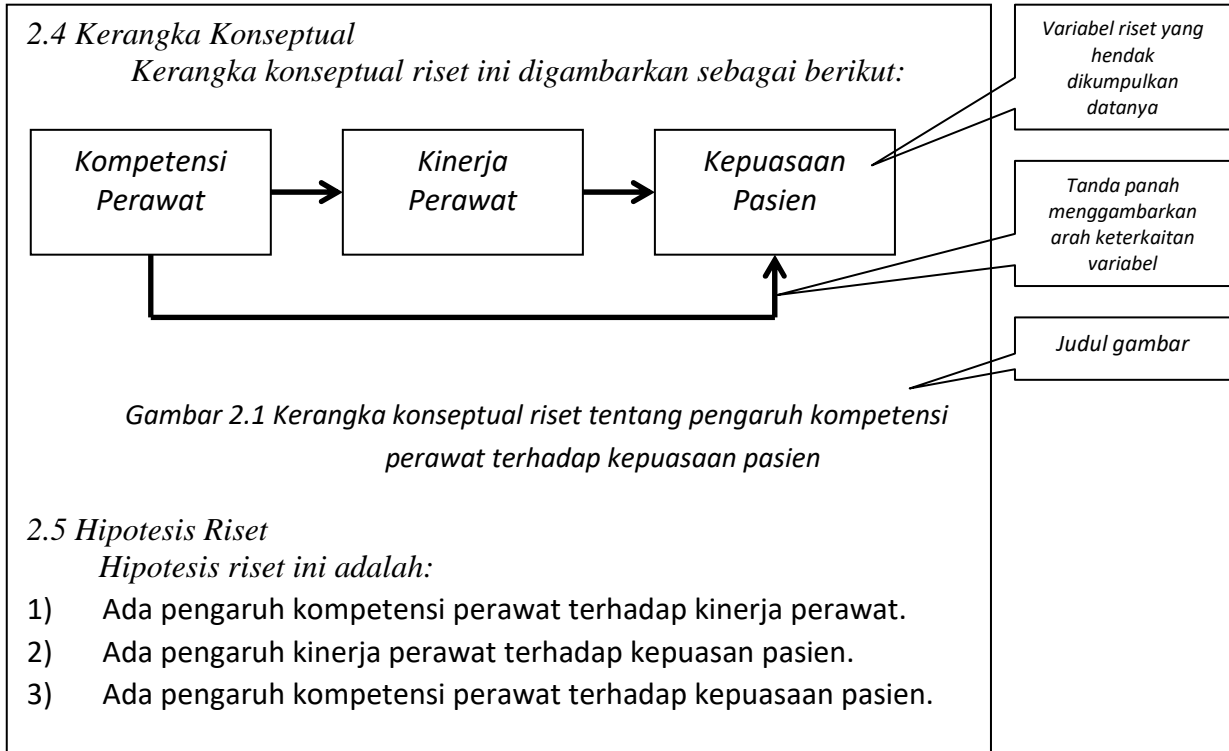 2.4 Kerangka Konseptual
Kerangka konseptual riset ini digambarkan sebagai berikut:
Kompetensi
Perawat
Kinerja
Perawat
Kepuasaan
Pasien
Variabel riset yang
hendak
dikumpulkan
datanya
Tanda panah
menggambarkan
arah keterkaitan
variabel
Judul gambar
Gambar 2.1 Kerangka konseptual riset tentang pengaruh kompetensi
perawat terhadap kepuasaan pasien
2.5 Hipotesis Riset
Hipotesis riset ini adalah:
1) Ada pengaruh kompetensi perawat terhadap kinerja perawat.
2) Ada pengaruh kinerja perawat terhadap kepuasan pasien.
3) Ada pengaruh kompetensi perawat terhadap kepuasaan pasien.